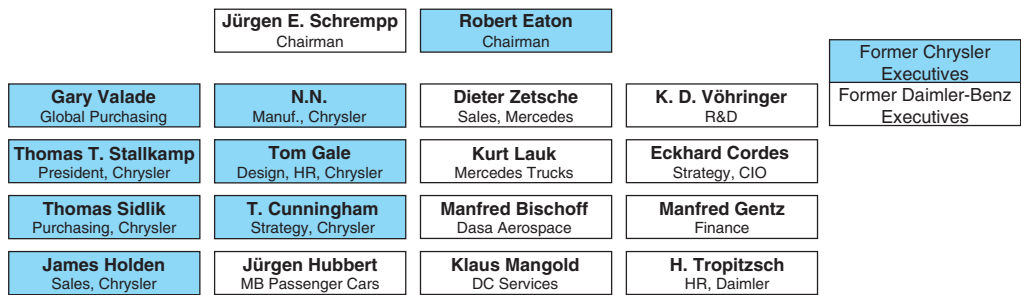 Jürgen E. Schrempp
Chairman
Robert Eaton
Chairman
Former Chrysler
Executives
Former Daimler-Benz
Executives
Gary Valade
Global Purchasing
N.N.
Manuf., Chrysler
Dieter Zetsche
Sales, Mercedes
K. D. Vöhringer
R&D
Thomas T. Stallkamp
President, Chrysler
Tom Gale
Design, HR, Chrysler
Kurt Lauk
Mercedes Trucks
Eckhard Cordes
Strategy, CIO
Thomas Sidlik
Purchasing, Chrysler
T. Cunningham
Strategy, Chrysler
Manfred Bischoff
Dasa Aerospace
Manfred Gentz
Finance
James Holden
Sales, Chrysler
Jürgen Hubbert
MB Passenger Cars
Klaus Mangold
DC Services
H. Tropitzsch
HR, Daimler